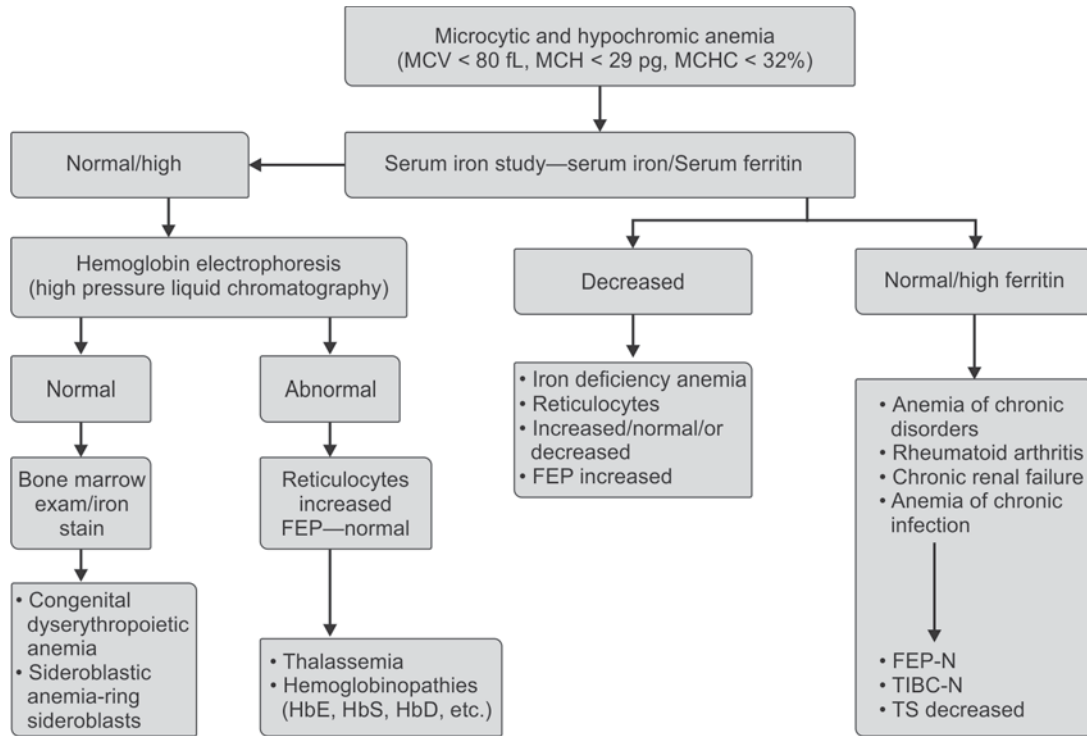 Microcytic and hypochromic anemia
(MCV < 80 fL, MCH < 29 pg, MCHC < 32%)
Normal/high
Serum iron study—serum iron/Serum ferritin
Hemoglobin electrophoresis
(high pressure liquid chromatography)
Decreased
Normal/high ferritin
Normal
Abnormal
• Iron deficiency anemia
• Reticulocytes
• Increased/normal/or
decreased
• FEP increased
• Anemia of chronic
disorders
• Rheumatoid arthritis
• Chronic renal failure
• Anemia of chronic
infection
Bone marrow
exam/iron
stain
Reticulocytes
increased
FEP—normal
• Congenital
dyserythropoietic
anemia
• Sideroblastic
anemia-ring
sideroblasts
• Thalassemia
• Hemoglobinopathies
(HbE, HbS, HbD, etc.)
• FEP-N
• TIBC-N
• TS decreased